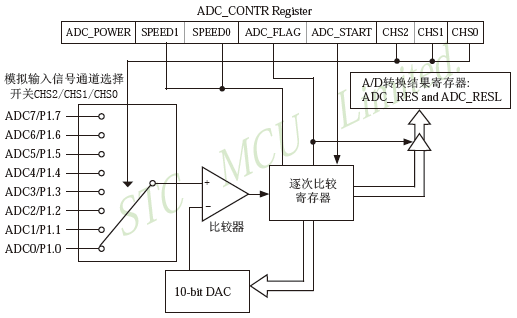 ADC_CONTR Register
ADC_POWER SPEED1 SPEED0 ADC_FLAG ADC_START CHS2 CHS1 CHS0
模拟输入信号通道选择
开关CHS2/CHS1/CHS0
A/D转换结果寄存器:
ADC_ RES and ADC_RESL
ADC7/P1.7
ADC6/P1.6
ADC5/P1.5
ADC4/P1.4
ADC3/P1.3
ADC2/P1.2
ADC1/P1.1
ADC0/P1.0
+
−
比较器
逐次比较
寄存器
10-bit DAC
STC MCU Limited.